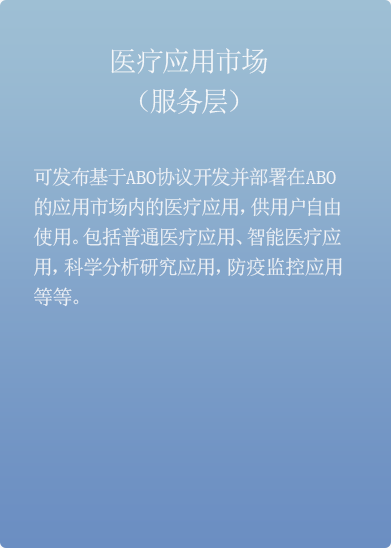 医疗应用市场
（服务层）
可发布基于ABO协议开发并部署在ABO
的应用市场内的医疗应用，供用户自由
使用。包括普通医疗应用、智能医疗应
用，科学分析研究应用，防疫监控应用
等等。